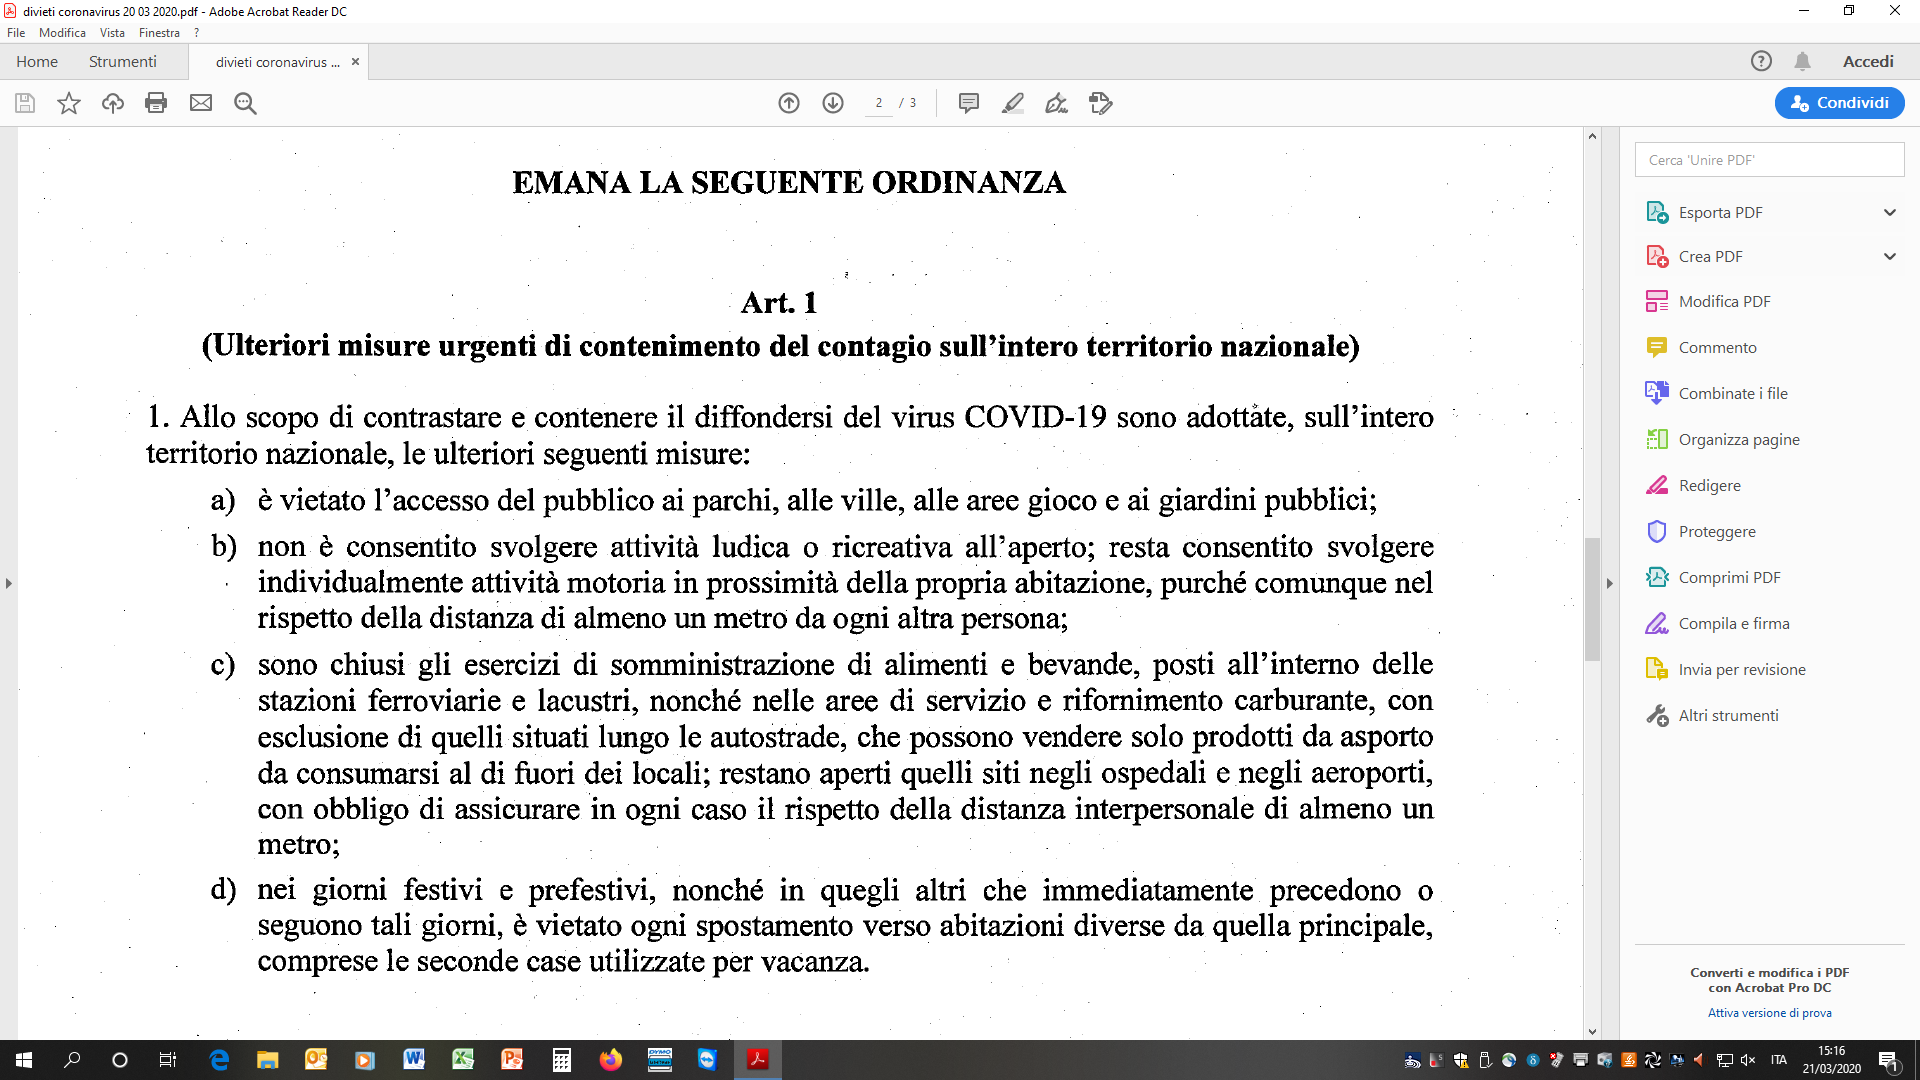 divieti coronavirus 20 03 2020.pdf - Adobe Acrobat Reader DC
File Modifica Vista Finestra ?
Home Strumenti divieti coronavirus ... × Accedi
2 / 3 Condividi
EMANA LA SEGUENTE ORDINANZA
Art. 1
(Ulteriori misure urgenti di contenimento del contagio sull'intero territorio nazionale)
1. Allo scopo di contrastare e contenere il diffondersi del virus COVID-19 sono adottate, sull'intero
territorio nazionale, le ulteriori seguenti misure:
a) è vietato l'accesso del pubblico ai parchi, alle ville, alle aree gioco e ai giardini pubblici;
b) non è consentito svolgere attività ludica o ricreativa all'aperto; resta consentito svolgere
individualmente attività motoria in prossimità della propria abitazione, purché comunque nel
rispetto della distanza di almeno un metro da ogni altra persona;
c) sono chiusi gli esercizi di somministrazione di alimenti e bevande, posti all'interno delle
stazioni ferroviarie e lacustri, nonché nelle aree di servizio e rifornimento carburante, con
esclusione di quelli situati lungo le autostrade, che possono vendere solo prodotti da asporto
da consumarsi al di fuori dei locali; restano aperti quelli siti negli ospedali e negli aeroporti,
con obbligo di assicurare in ogni caso il rispetto della distanza interpersonale di almeno un
metro;
d) nei giorni festivi e prefestivi, nonché in quegli altri che immediatamente precedono o
seguono tali giorni, è vietato ogni spostamento verso abitazioni diverse da quella principale,
comprese le seconde case utilizzate per vacanza.
Cerca 'Unire PDF'
Esporta PDF
Crea PDF
Modifica PDF
Commento
Combinate i file
Organizza pagine
Redigere
Proteggere
Comprimi PDF
Compila e firma
Invia per revisione
Altri strumenti
Converti e modifica i PDF
con Acrobat Pro DC
Attiva versione di prova
DYMO
ITA
15:16
21/03/2020
1